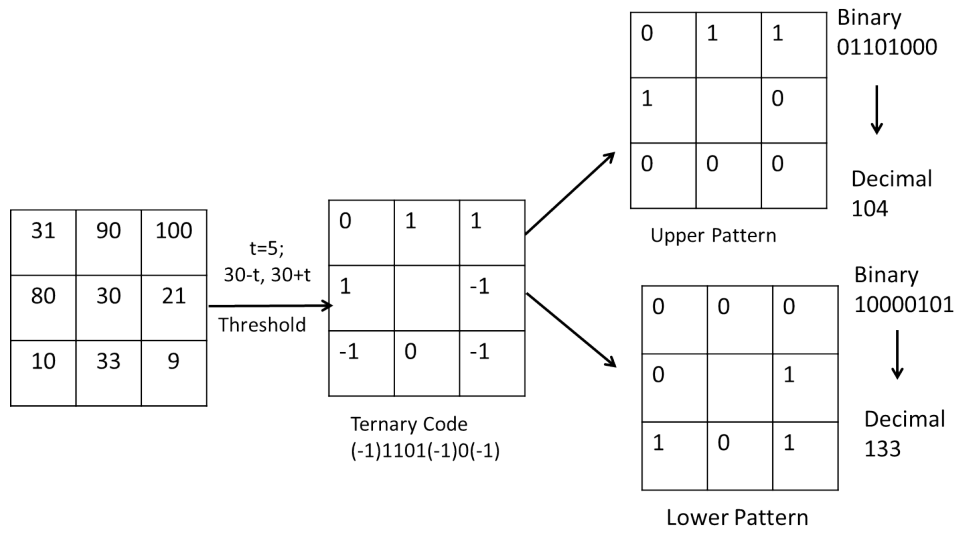 31 90 100
80 30 21
10 33 9
t=5;
30-t, 30+t
Threshold
0 1 1
1 -1
-1 0 -1
Ternary Code
(-1)1101(-1)0(-1)
0 1 1
1 0
0 0 0
Upper Pattern
Binary
01101000
Decimal
104
0 0 0
0 1
1 0 1
Lower Pattern
Binary
10000101
Decimal
133